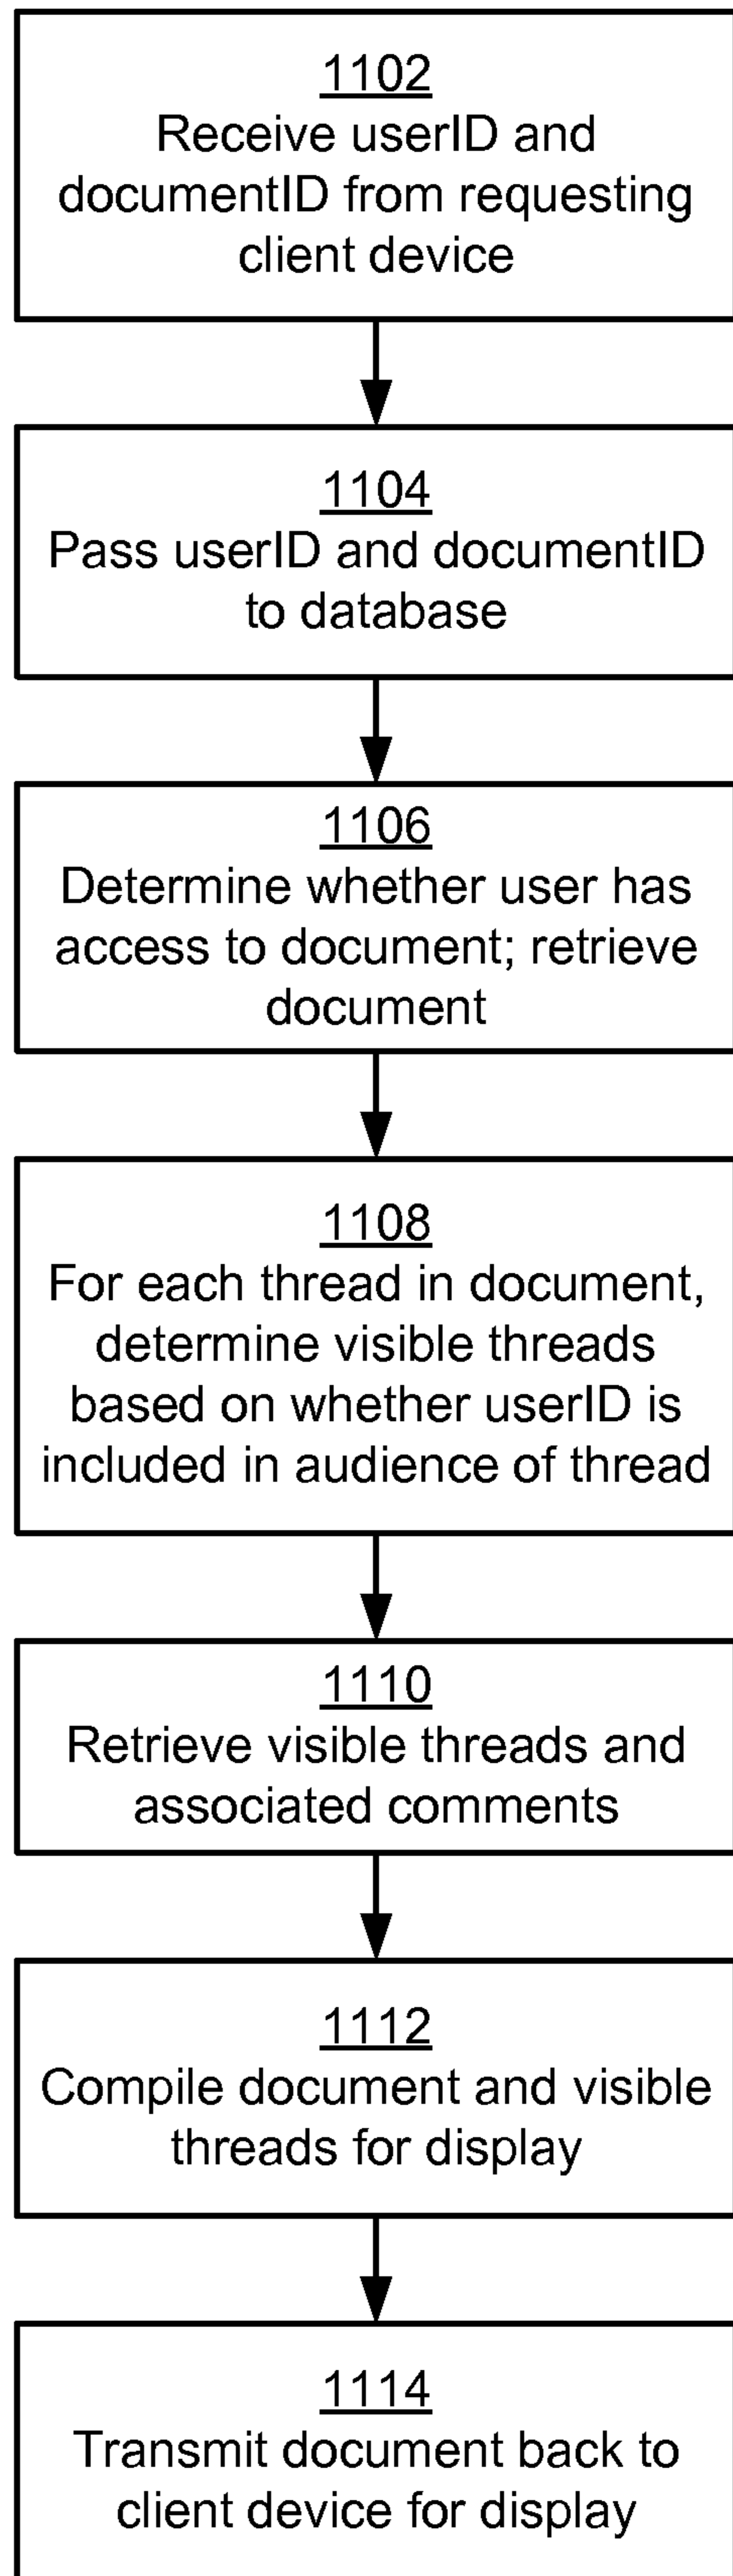 1102
Receive userID and
documentID from requesting
client device
1104
Pass userID and documentID
to database
1106
Determine whether user has
access to document; retrieve
document
1108
For each thread in document,
determine visible threads
based on whether userID is
included in audience of thread
1110
Retrieve visible threads and
associated comments
1112
Compile document and visible
threads for display
1114
Transmit document back to
client device for display